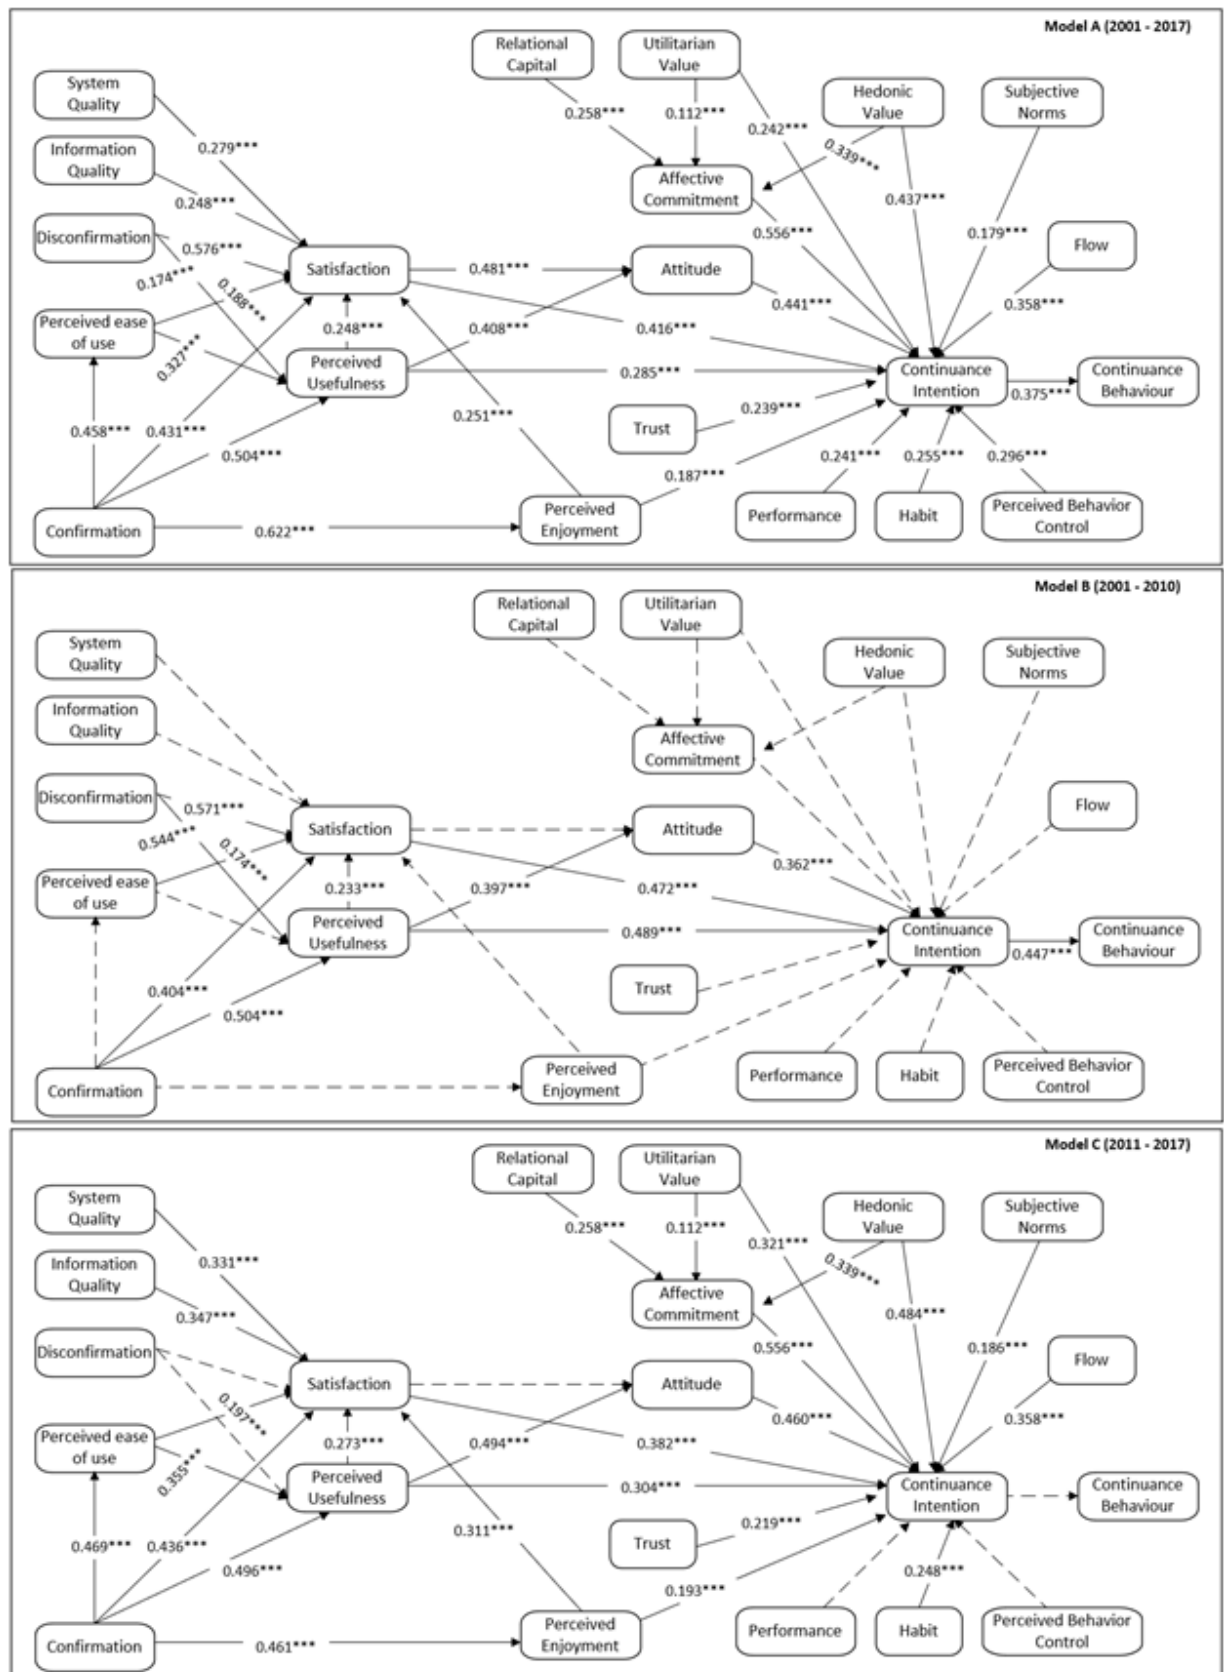 Model A (2001 - 2017)
Relational
Capital
Utilitarian
Value
System
Quality
Hedonic
Value
Subjective
Norms
0.258***
0.112***
0.242***
0.279***
Information
Quality
0.339***
Affective
Commitment
0.437***
0.248***
Disconfirmation
0.576***
0.556***
0.179***
Flow
0.174***
0.188***
Satisfaction
0.481***
Attitude
0.441***
0.358***
Perceived ease
of use
0.248***
0.408***
0.416***
0.327***
Perceived
Usefulness
0.285***
Continuance
Intention
0.375***
Continuance
Behaviour
0.458***
0.431***
0.251***
Trust
0.239***
0.504***
0.187***
0.241***
0.255***
0.296***
Confirmation
0.622***
Perceived
Enjoyment
Performance
Habit
Perceived Behavior
Control
Model B (2001 - 2010)
Relational
Capital
Utilitarian
Value
System
Quality
Hedonic
Value
Subjective
Norms
Information
Quality
Affective
Commitment
Disconfirmation
0.571***
Flow
0.544***
0.174***
Satisfaction
Attitude
0.362***
Perceived ease
of use
0.233***
0.397***
0.472***
Perceived
Usefulness
0.489***
Continuance
Intention
0.447***
Continuance
Behaviour
0.404***
Trust
0.504***
Confirmation
Perceived
Enjoyment
Performance
Habit
Perceived Behavior
Control
Model C (2011 - 2017)
Relational
Capital
Utilitarian
Value
System
Quality
Hedonic
Value
Subjective
Norms
0.258***
0.112***
0.321***
0.331***
Information
Quality
0.339***
Affective
Commitment
0.484***
0.347***
Disconfirmation
0.556***
0.186***
Flow
0.197***
Satisfaction
Attitude
0.460***
0.358***
Perceived ease
of use
0.273***
0.494***
0.382***
0.355***
Perceived
Usefulness
0.304***
Continuance
Intention
Continuance
Behaviour
0.469***
0.436***
0.311***
Trust
0.219***
0.496***
0.193***
0.248***
Confirmation
0.461***
Perceived
Enjoyment
Performance
Habit
Perceived Behavior
Control